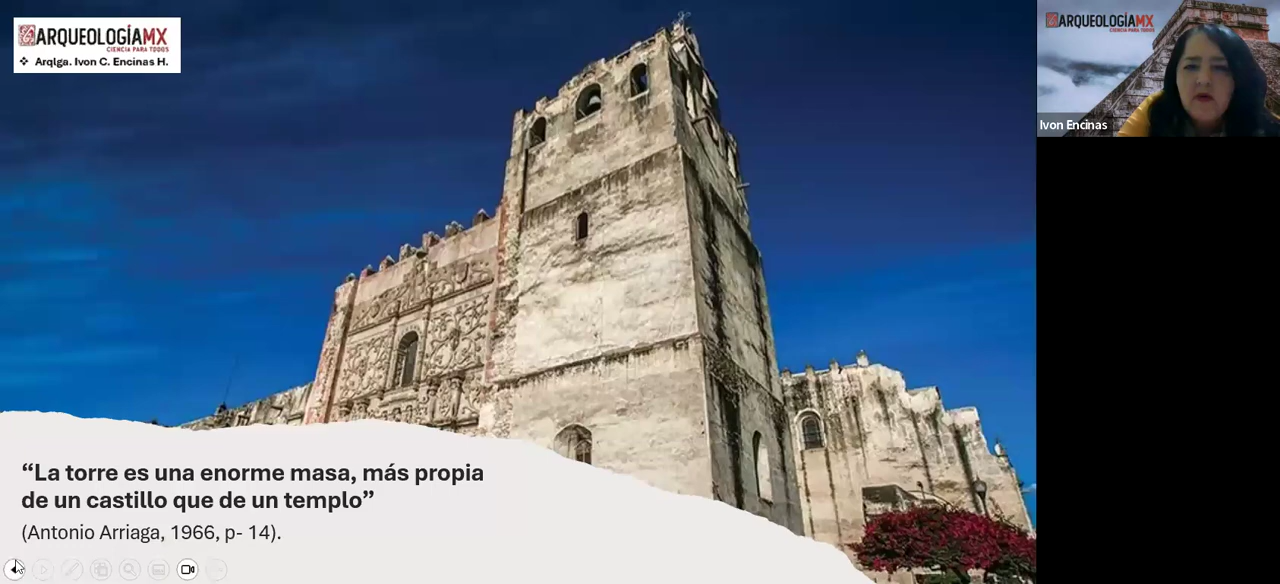 ARQUEOLOGÍAMX
CIENCIA PARA TODOS
❖ Arqlga. Ivon C. Encinas H.
ARQUEOLOGÍAMX
CIENCIA PARA TODOS
Ivon Encinas
“La torre es una enorme masa, más propia
de un castillo que de un templo”
(Antonio Arriaga, 1966, p- 14).